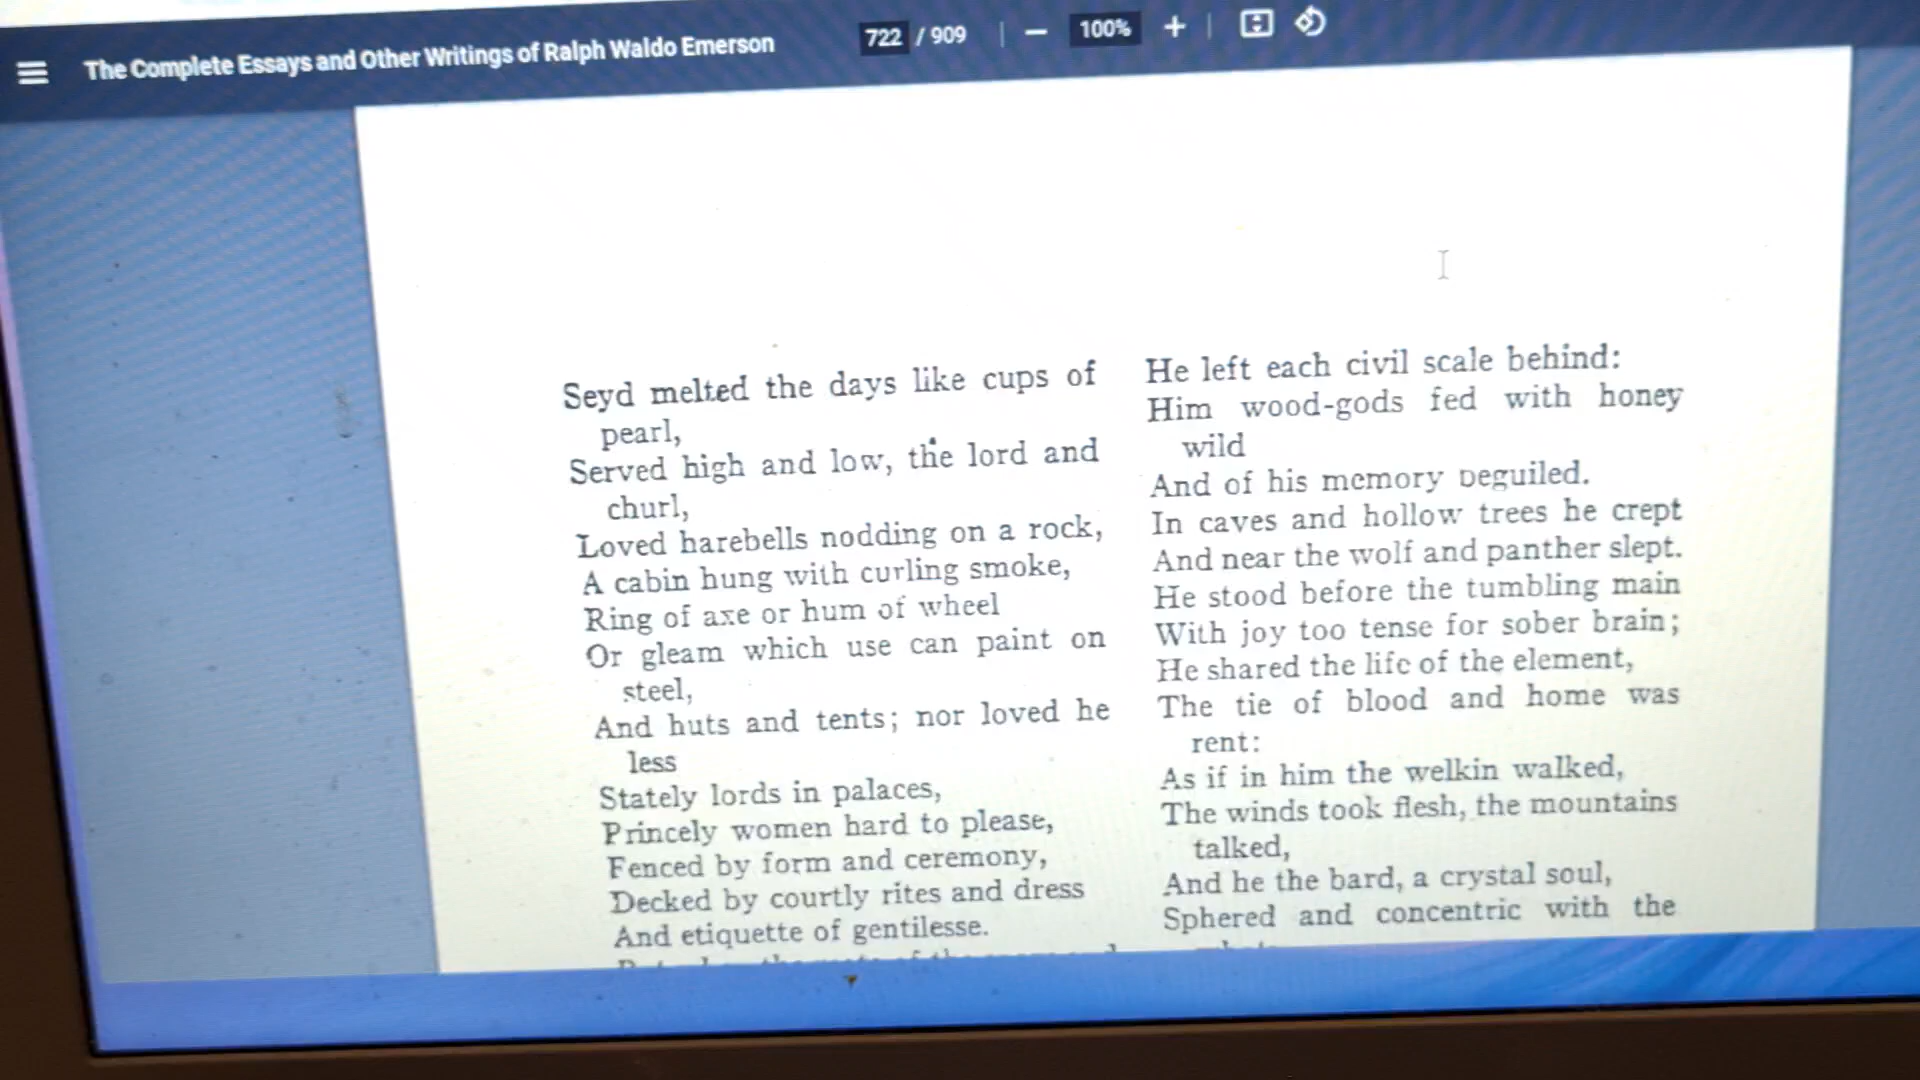 The Complete Essays and Other Writings of Ralph Waldo Emerson
722 / 909
100%
Seyd melted the days like cups of
pearl,
Served high and low, the lord and
churl,
Loved harebells nodding on a rock,
A cabin hung with curling smoke,
Ring of axe or hum of wheel
Or gleam which use can paint on
steel,
And huts and tents; nor loved he
less
Stately lords in palaces,
Princely women hard to please,
Fenced by form and ceremony,
Decked by courtly rites and dress
And etiquette of gentilesse.
He left each civil scale behind:
Him wood-gods fed with honey
wild
And of his memory beguiled.
In caves and hollow trees he crept
And near the wolf and panther slept.
He stood before the tumbling main
With joy too tense for sober brain;
He shared the life of the element,
The tie of blood and home was
rent:
As if in him the welkin walked,
The winds took flesh, the mountains
talked,
And he the bard, a crystal soul,
Sphered and concentric with the